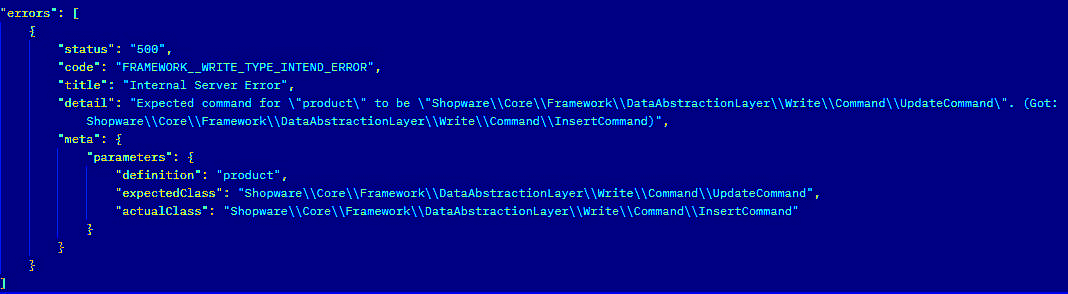 "errors": [
{
"status": "500",
"code": "FRAMEWORK__WRITE_TYPE_INTEND_ERROR",
"title": "Internal Server Error",
"detail": "Expected command for \"product\" to be \"Shopware\\Core\\Framework\\DataAbstractionLayer\\Write\\Command\\UpdateCommand\". (Got:
Shopware\\Core\\Framework\\DataAbstractionLayer\\Write\\Command\\InsertCommand)",
"meta": {
"parameters": {
"definition": "product",
"expectedClass": "Shopware\\Core\\Framework\\DataAbstractionLayer\\Write\\Command\\UpdateCommand",
"actualClass": "Shopware\\Core\\Framework\\DataAbstractionLayer\\Write\\Command\\InsertCommand"
}
}
}
]